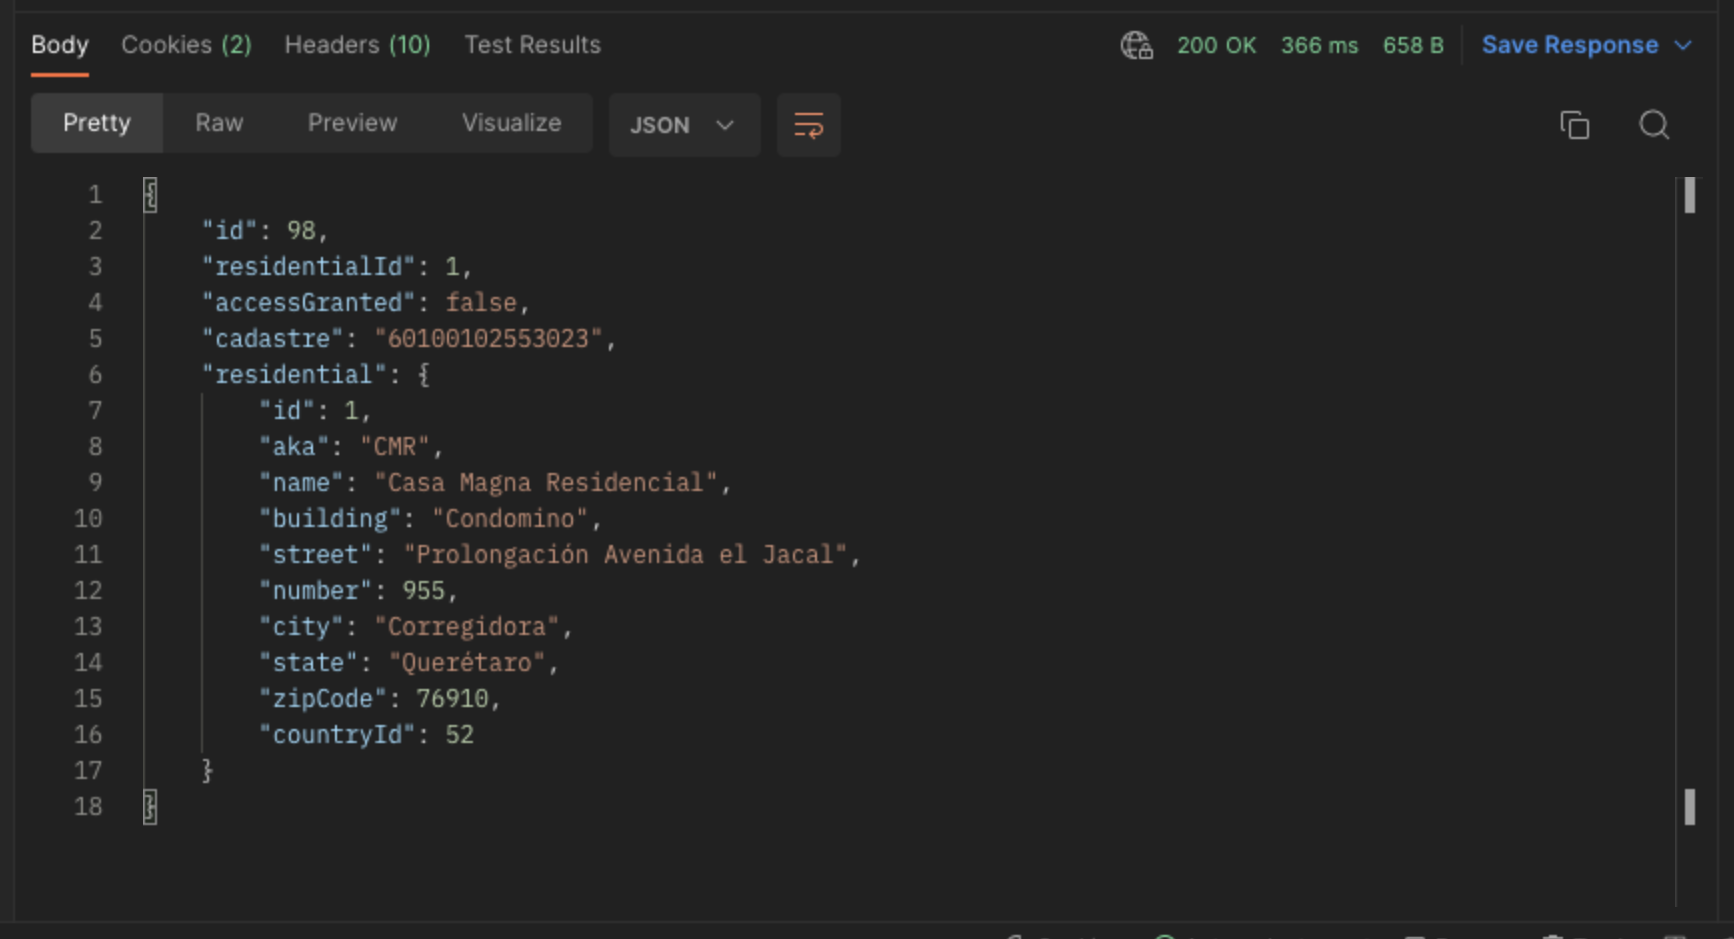 Body Cookies (2) Headers (10) Test Results 200 OK 366 ms 658 B Save Response
Pretty Raw Preview Visualize JSON
1 {
2 "id": 98,
3 "residentialId": 1,
4 "accessGranted": false,
5 "cadastre": "60100102553023",
6 "residential": {
7 "id": 1,
8 "aka": "CMR",
9 "name": "Casa Magna Residencial",
10 "building": "Condomino",
11 "street": "Prolongación Avenida el Jacal",
12 "number": 955,
13 "city": "Corregidora",
14 "state": "Querétaro",
15 "zipCode": 76910,
16 "countryId": 52
17 }
18 }